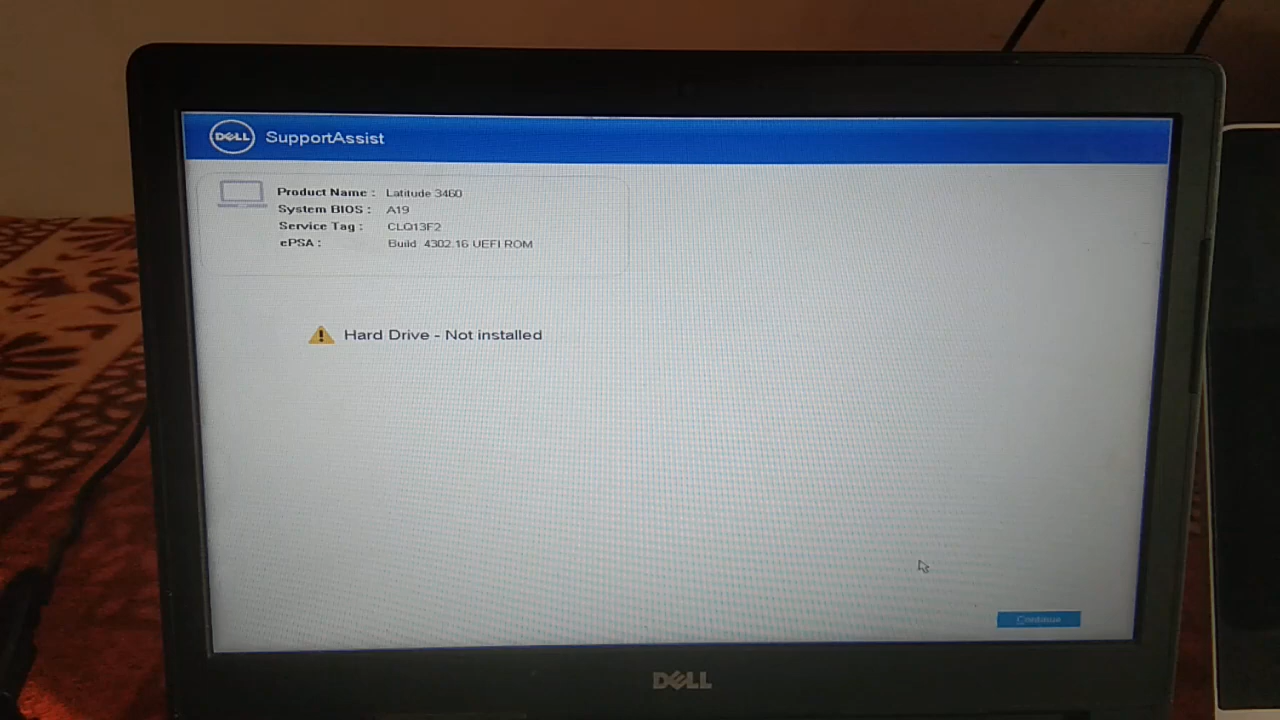 DELL SupportAssist
Product Name : Latitude 3460
System BIOS : A19
Service Tag : CLQ13F2
ePSA : Build 4302.16 UEFI ROM
Hard Drive - Not installed
Continue
DELL